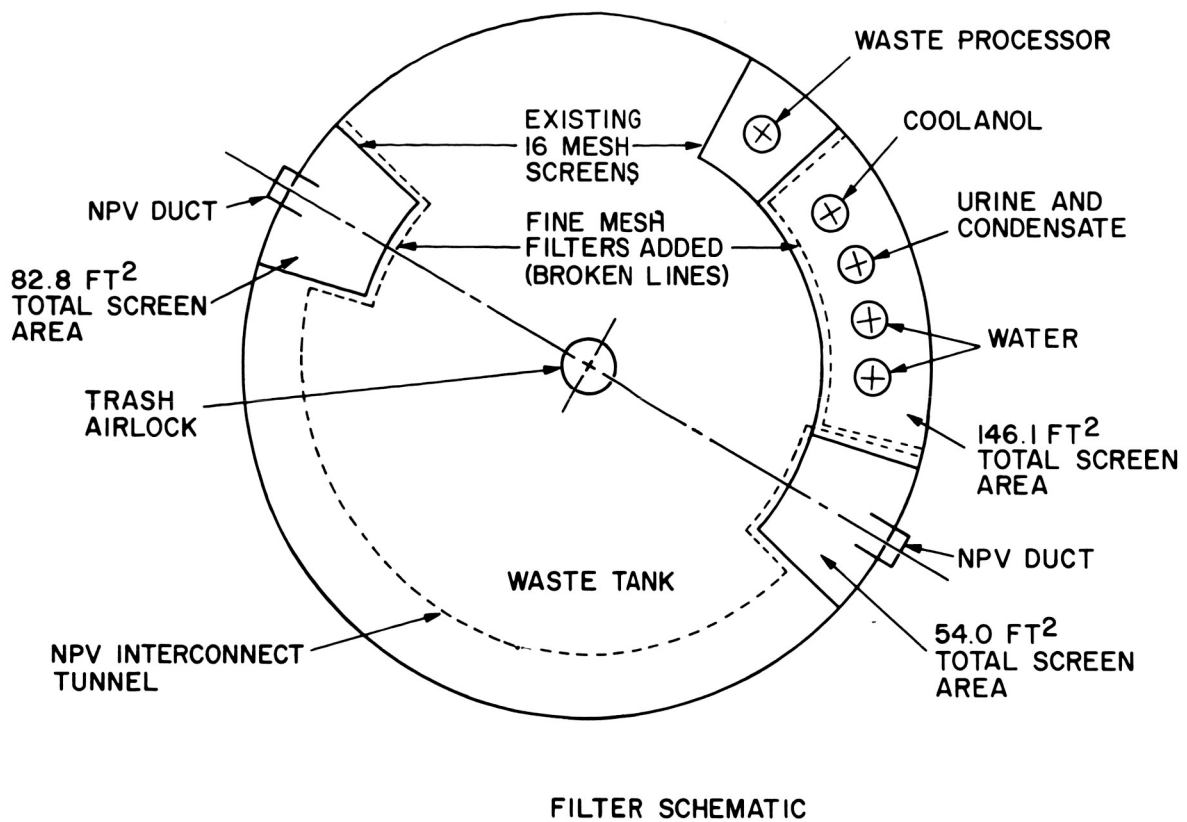 WASTE PROCESSOR
EXISTING
16 MESH
SCREENS
COOLANOL
NPV DUCT
FINE MESH
FILTERS ADDED
(BROKEN LINES)
URINE AND
CONDENSATE
82.8 FT²
TOTAL SCREEN
AREA
WATER
TRASH
AIRLOCK
146.1 FT²
TOTAL SCREEN
AREA
NPV DUCT
WASTE TANK
NPV INTERCONNECT
TUNNEL
54.0 FT²
TOTAL SCREEN
AREA
FILTER SCHEMATIC